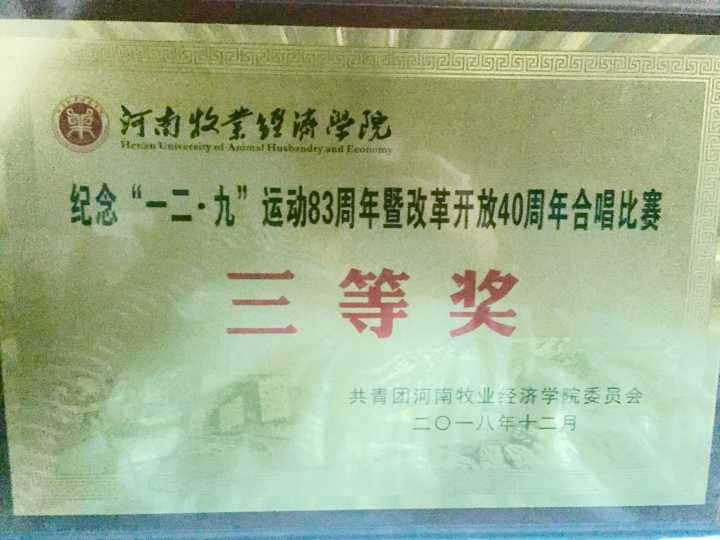 河南牧業經濟學院
Henan University of Animal Husbandry and Economy
纪念“一二·九”运动83周年暨改革开放40周年合唱比赛
三等奖
共青团河南牧业经济学院委员会
二〇一八年十二月